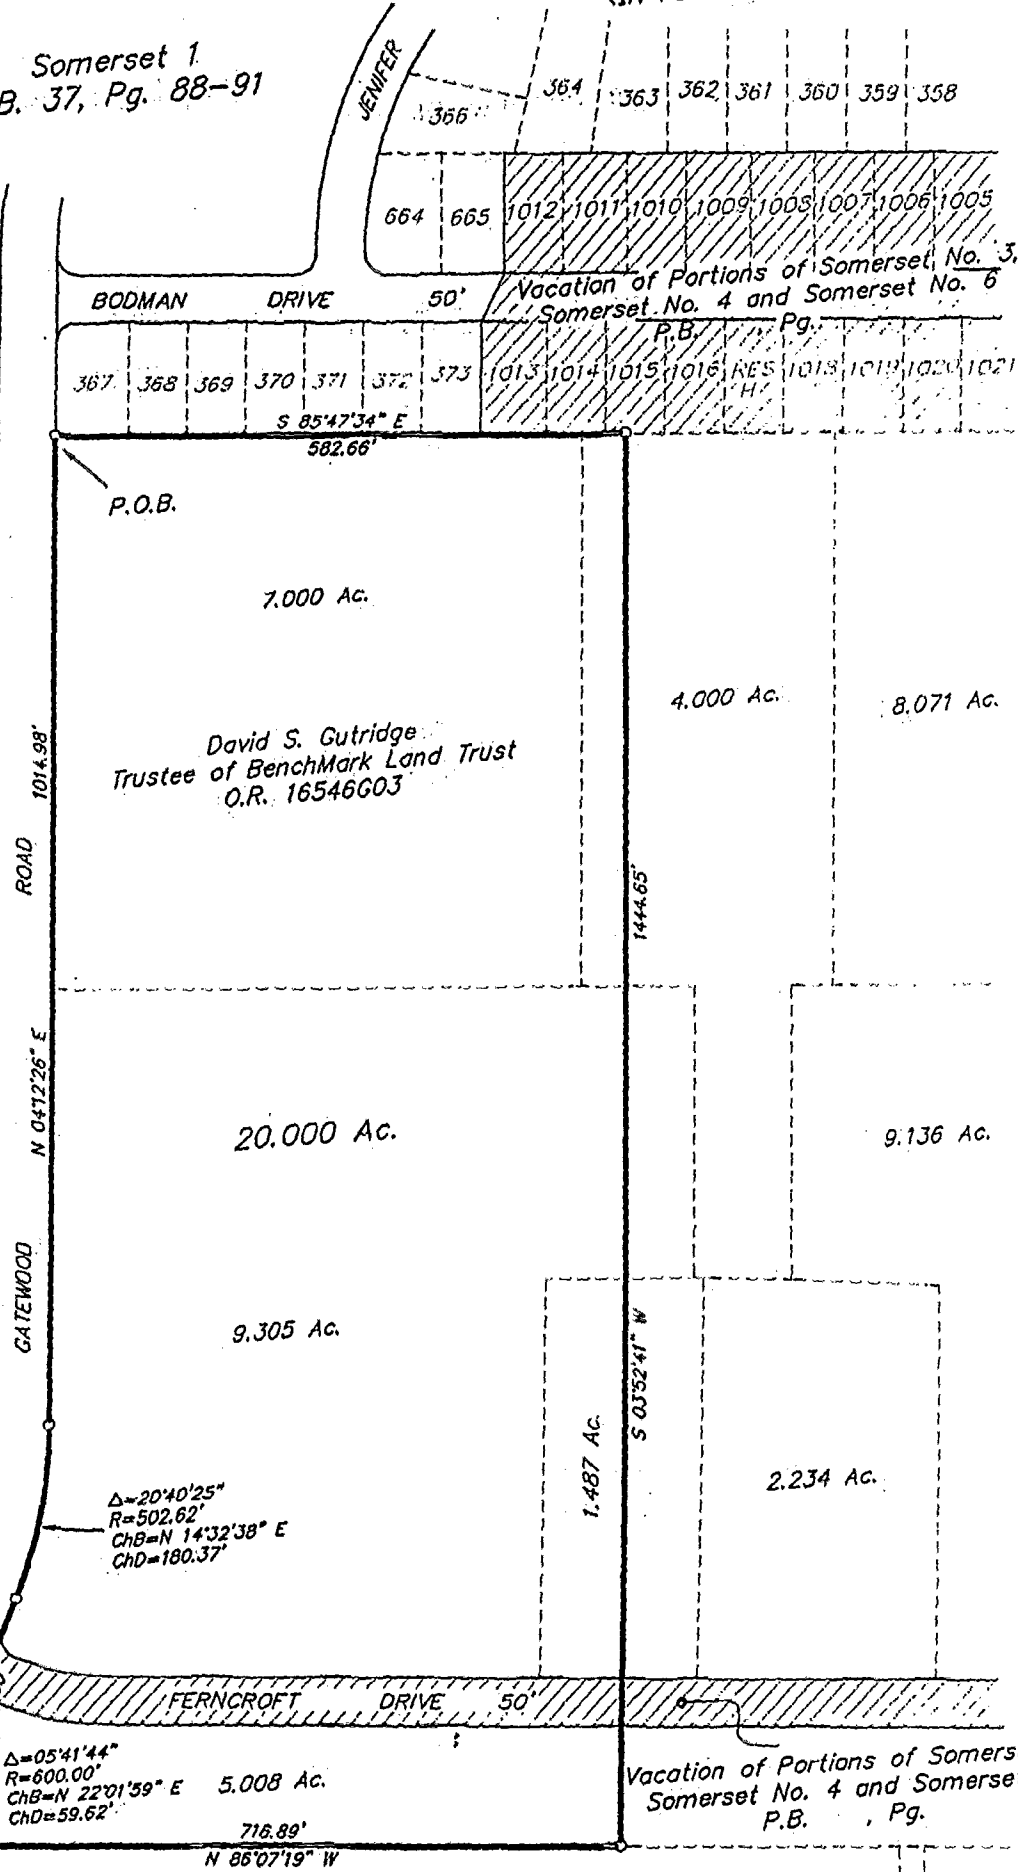 Somerset 1
B. 37, Pg. 88-91
JENIFER
366
364
363
362
361
360
359
358
664
665
1012
1011
1010
1009
1008
1007
1006
1005
BODMAN DRIVE 50'
Vacation of Portions of Somerset No. 3,
Somerset No. 4 and Somerset No. 6
P.B. , Pg.
367
368
369
370
371
372
373
1013
1014
1015
1016
RES
H
1018
1019
1020
1021
S 85°47'34" E
582.66'
P.O.B.
7.000 Ac.
4.000 Ac.
8.071 Ac.
David S. Gutridge
Trustee of BenchMark Land Trust
O.R. 16546G03
GATEWOOD ROAD
N 04°12'26" E 1014.98'
1444.65'
S 03°52'41" W
20.000 Ac.
9.136 Ac.
9.305 Ac.
1.487 Ac.
2.234 Ac.
Δ=20°40'25"
R=502.62'
ChB=N 14°32'38" E
ChD=180.37'
FERNCROFT DRIVE 50'
Δ=05°41'44"
R=600.00'
ChB=N 22°01'59" E
ChD=59.62'
5.008 Ac.
Vacation of Portions of Somers
Somerset No. 4 and Somerse
P.B. , Pg.
716.89'
N 86°07'19" W